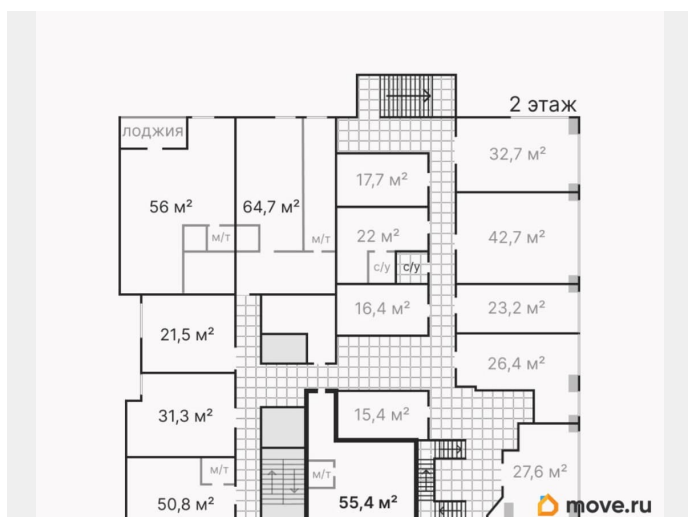 2 этаж
лоджия
32,7 м²
17,7 м²
56 м²
64,7 м²
м/т
м/т
22 м²
42,7 м²
с/у
с/у
16,4 м²
23,2 м²
21,5 м²
26,4 м²
31,3 м²
15,4 м²
м/т
м/т
27,6 м²
50,8 м²
55,4 м²
move.ru